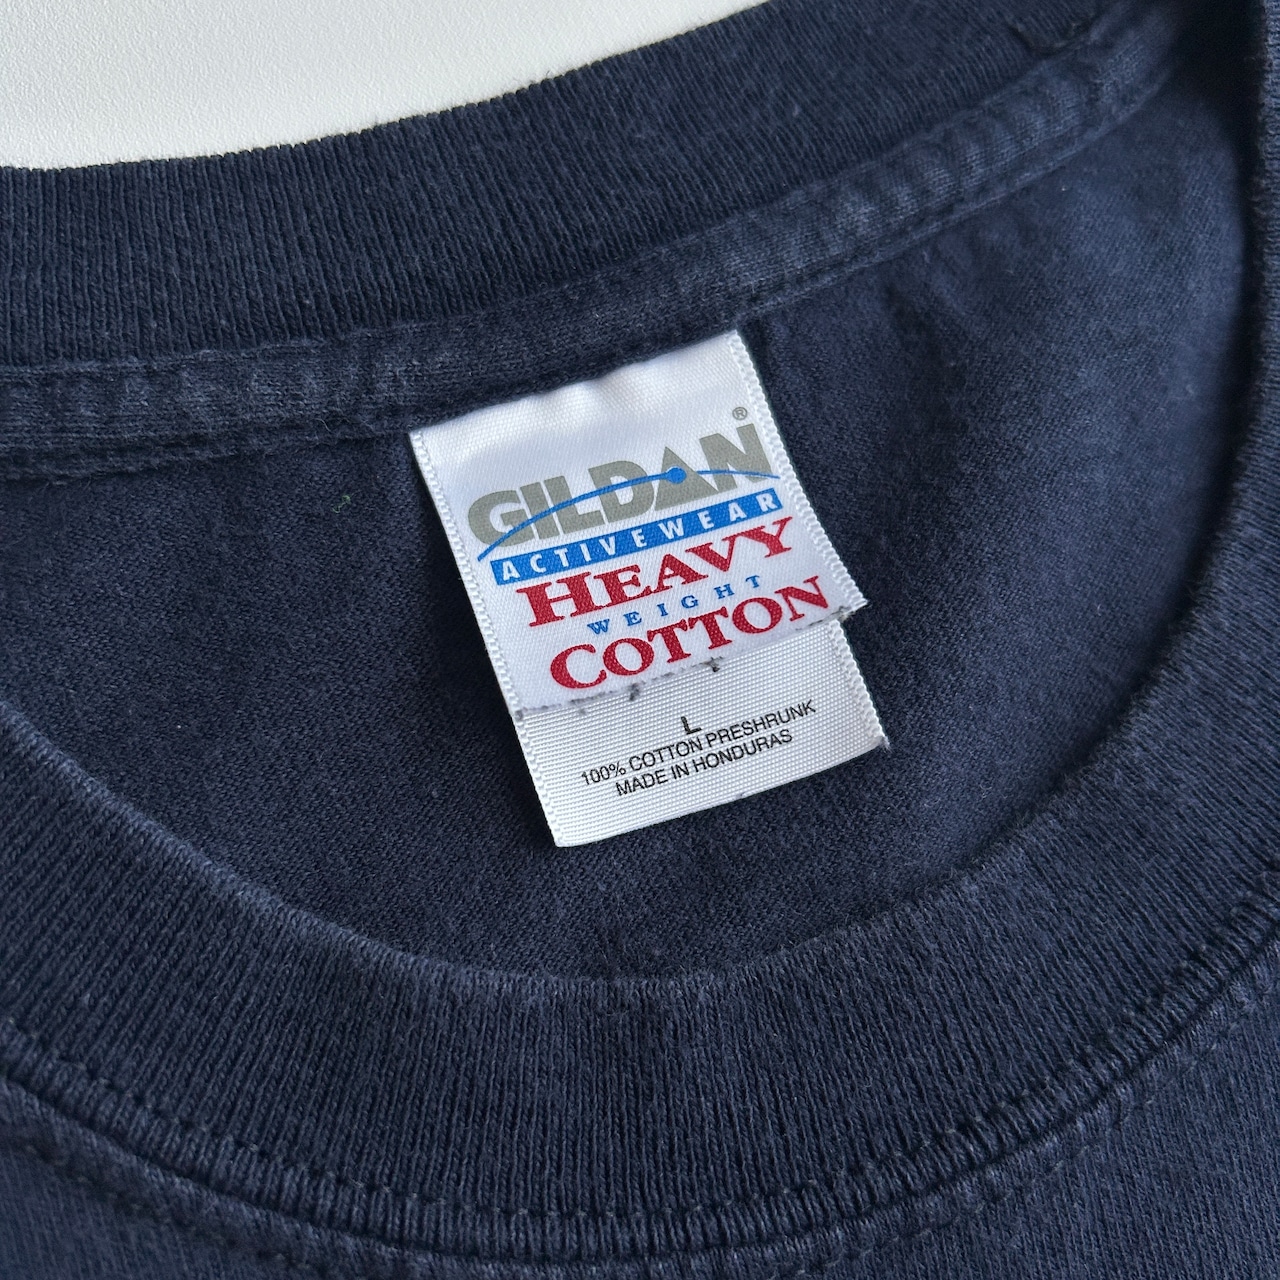 GILDAN®
ACTIVEWEAR
HEAVY
WEIGHT
COTTON
L
100% COTTON PRESHRUNK
MADE IN HONDURAS